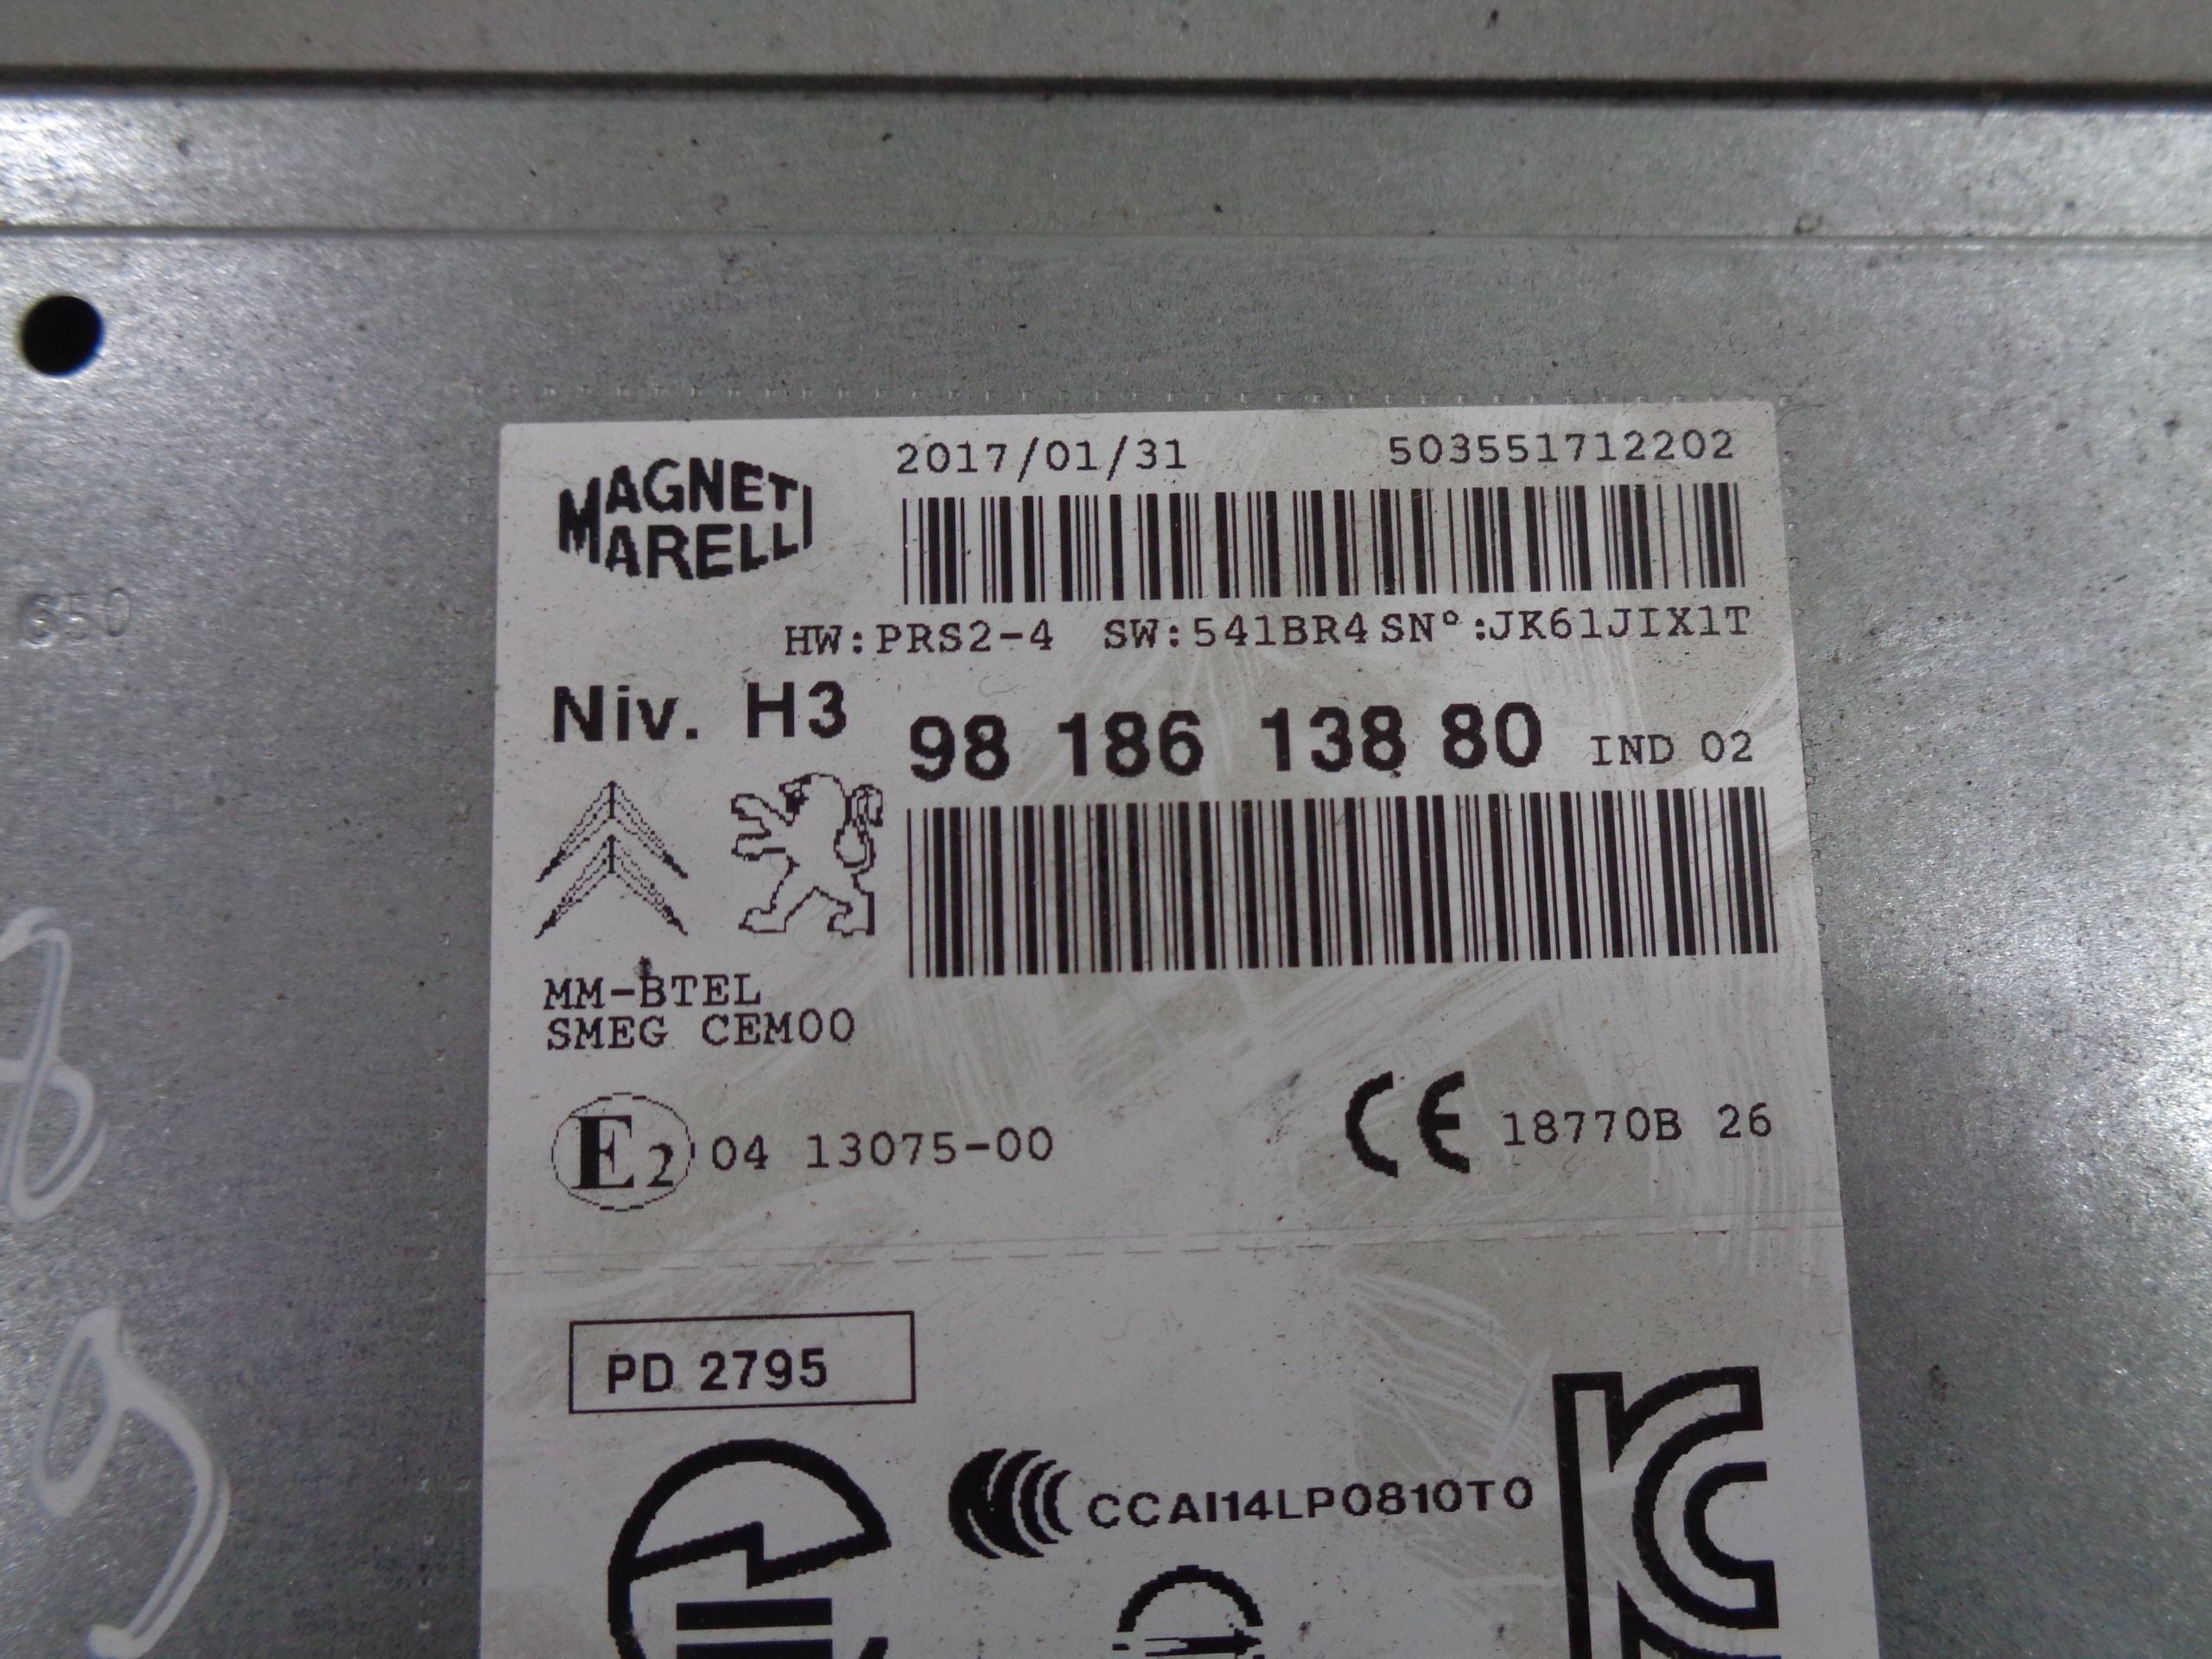 2017/01/31 503551712202
MAGNETI
MARELLI
650
HW:PRS2-4 SW:541BR4 SN°:JK61JIX1T
Niv. H3 98 186 138 80 IND 02
MM-BTEL
SMEG CEM00
E2 04 13075-00 CE 18770B 26
PD 2795
CCAI14LP0810T0